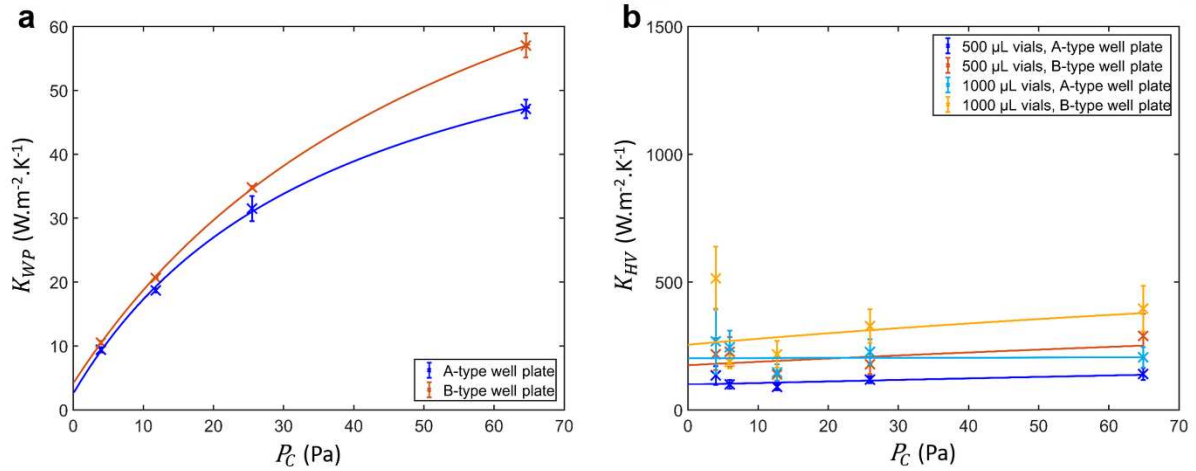 a
60
50
40
30
20
10
0
K_WP (W.m⁻².K⁻¹)
0 10 20 30 40 50 60 70
P_C (Pa)
A-type well plate
B-type well plate
b
1500
1000
500
0
K_HV (W.m⁻².K⁻¹)
0 10 20 30 40 50 60 70
P_C (Pa)
500 µL vials, A-type well plate
500 µL vials, B-type well plate
1000 µL vials, A-type well plate
1000 µL vials, B-type well plate